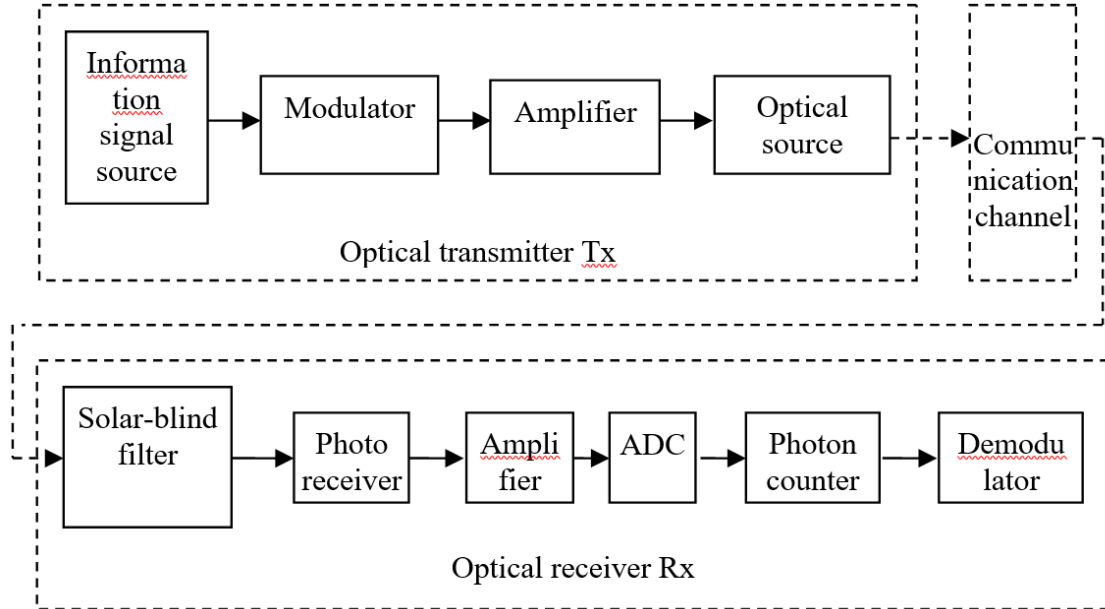 Informa
tion
signal
source
Modulator
Amplifier
Optical
source
Commu
nication
channel
Optical transmitter Tx
Solar-blind
filter
Photo
receiver
Ampli
fier
ADC
Photon
counter
Demodu
lator
Optical receiver Rx